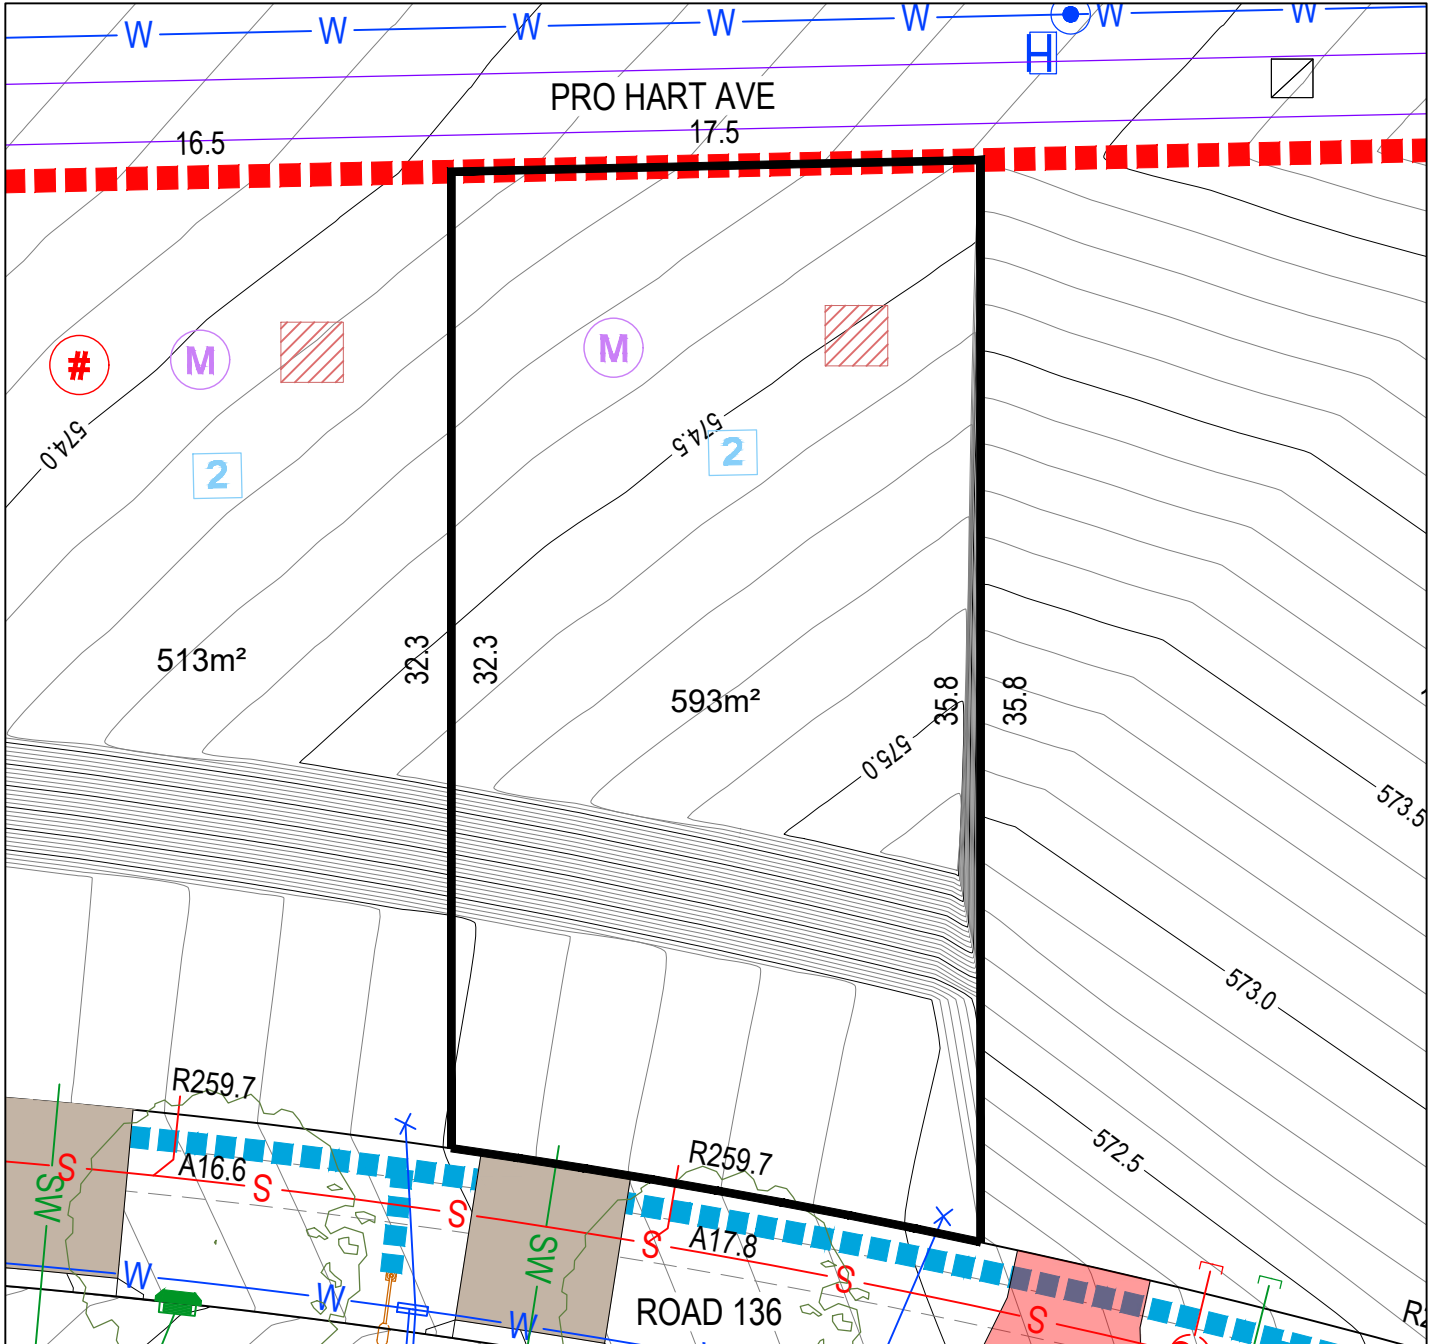 W W W W W W W
H
PRO HART AVE
16.5
17.5
# M M
574.0
574.5
2 2
513m²
32.3 32.3
593m²
35.8 35.8
575.0
573.5
573.0
572.5
R259.7
A16.6
R259.7
A17.8
S S S S S S
SW
SW
W W W
ROAD 136